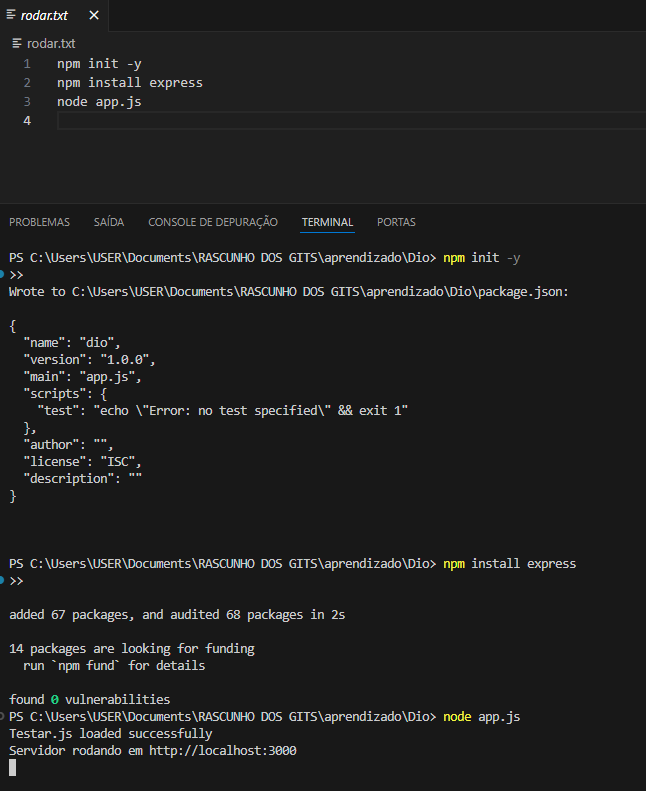 rodar.txt
rodar.txt
1 npm init -y
2 npm install express
3 node app.js
4
PROBLEMAS SAÍDA CONSOLE DE DEPURAÇÃO TERMINAL PORTAS
PS C:\Users\USER\Documents\RASCUNHO DOS GITS\aprendizado\Dio> npm init -y
>>
Wrote to C:\Users\USER\Documents\RASCUNHO DOS GITS\aprendizado\Dio\package.json:
{
  "name": "dio",
  "version": "1.0.0",
  "main": "app.js",
  "scripts": {
    "test": "echo \"Error: no test specified\" && exit 1"
  },
  "author": "",
  "license": "ISC",
  "description": ""
}
PS C:\Users\USER\Documents\RASCUNHO DOS GITS\aprendizado\Dio> npm install express
>>
added 67 packages, and audited 68 packages in 2s
14 packages are looking for funding
  run `npm fund` for details
found 0 vulnerabilities
PS C:\Users\USER\Documents\RASCUNHO DOS GITS\aprendizado\Dio> node app.js
Testar.js loaded successfully
Servidor rodando em http://localhost:3000